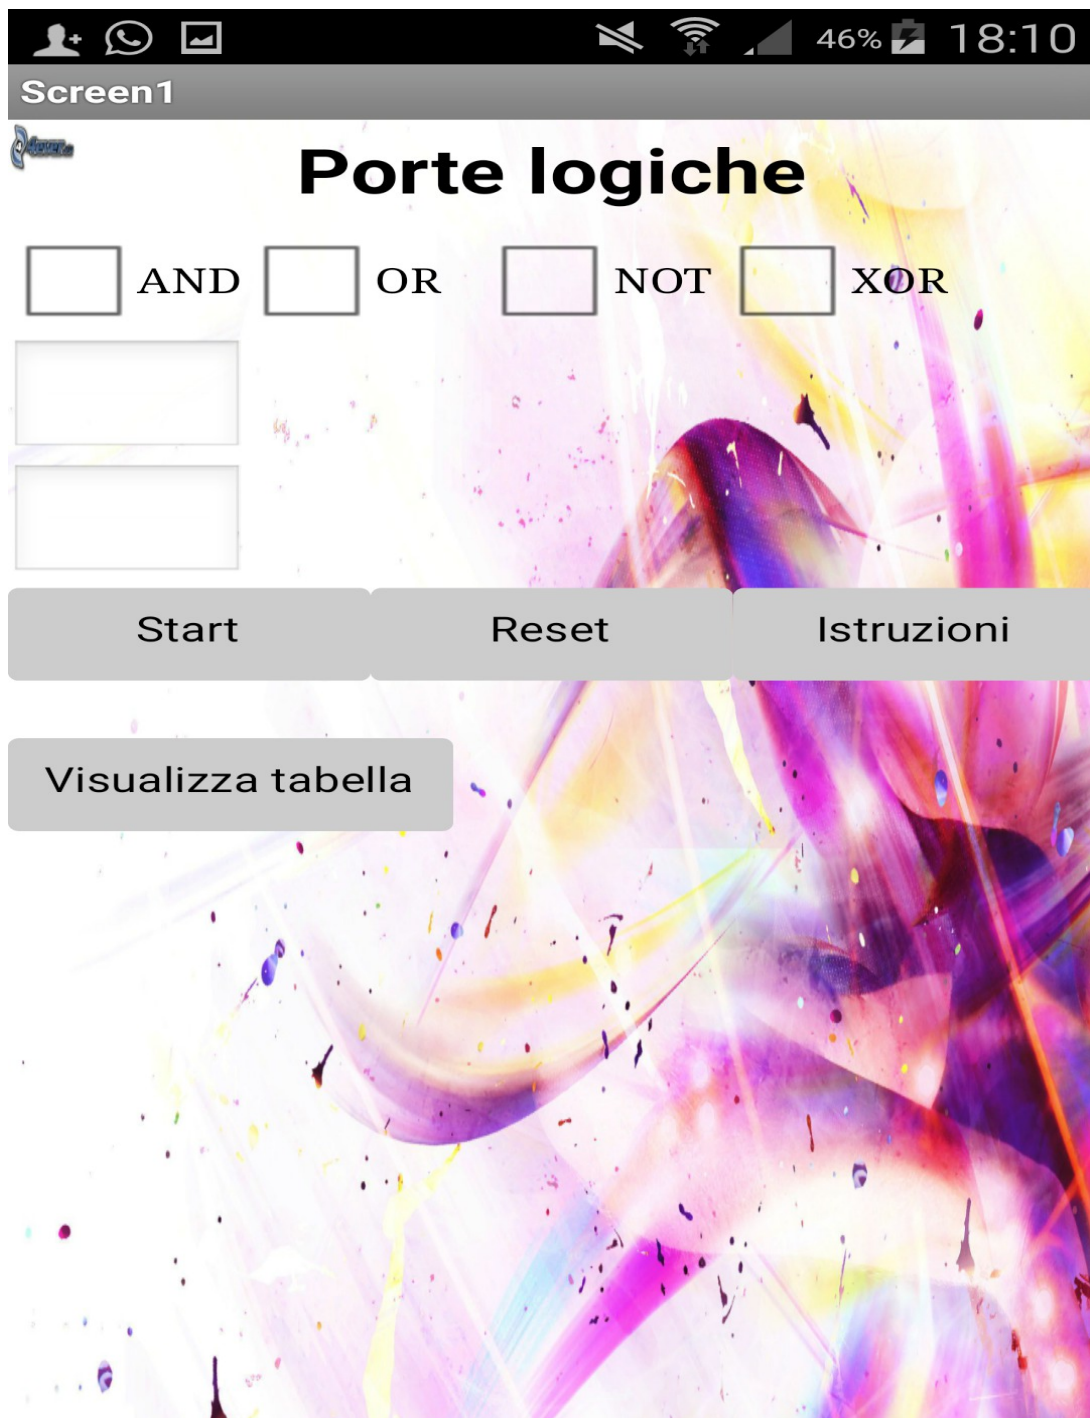 46% 18:10
Screen1
Porte logiche
AND OR NOT XOR
Start Reset Istruzioni
Visualizza tabella